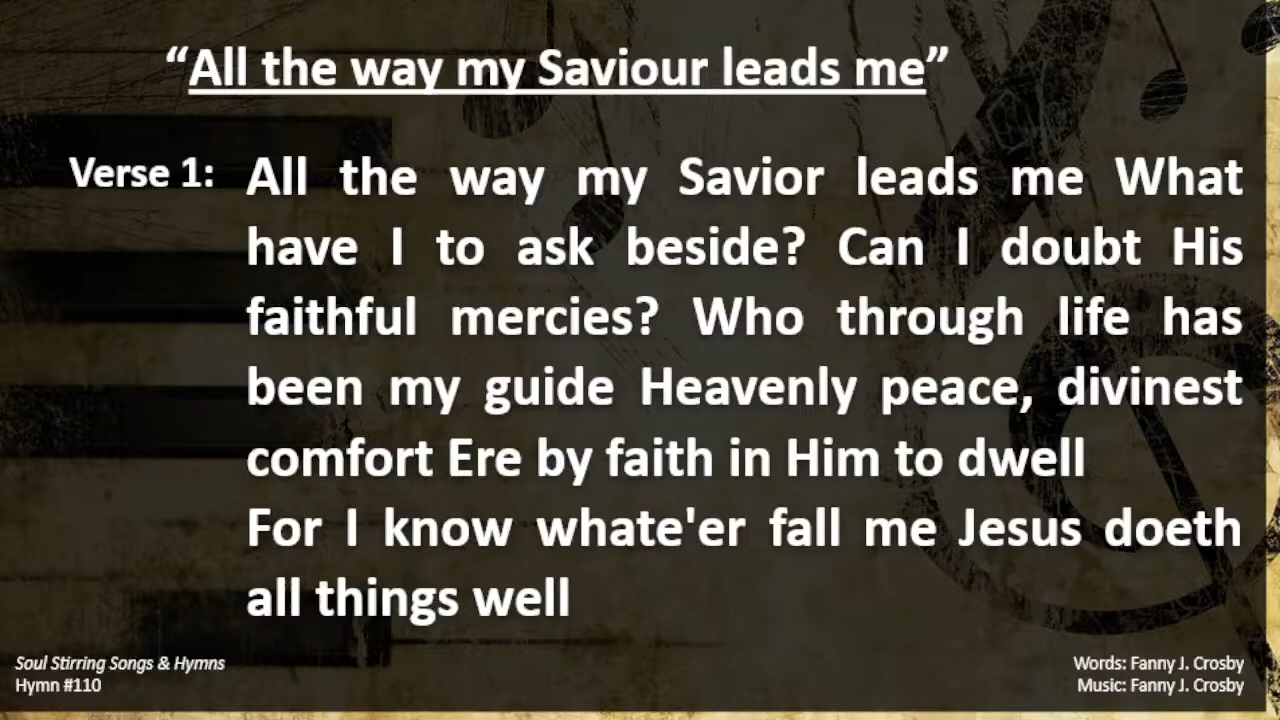 “All the way my Saviour leads me”
Verse 1: All the way my Savior leads me What
have I to ask beside? Can I doubt His
faithful mercies? Who through life has
been my guide Heavenly peace, divinest
comfort Ere by faith in Him to dwell
For I know whate'er fall me Jesus doeth
all things well
Soul Stirring Songs & Hymns
Hymn #110
Words: Fanny J. Crosby
Music: Fanny J. Crosby